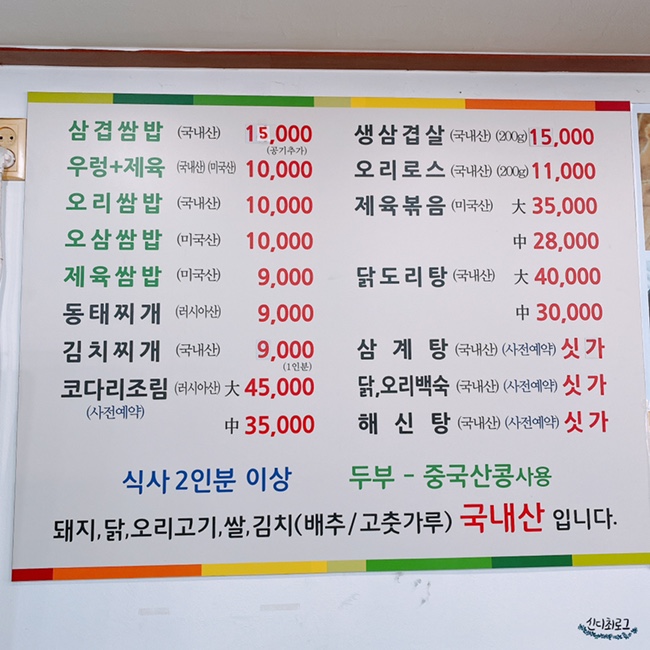 삼겹쌈밥 (국내산) 15,000
(공기추가)
우렁+제육 (국내산) (미국산) 10,000
오리쌈밥 (국내산) 10,000
오삼쌈밥 (미국산) 10,000
제육쌈밥 (미국산) 9,000
동태찌개 (러시아산) 9,000
김치찌개 (국내산) 9,000
(1인분)
코다리조림 (러시아산) 大 45,000
(사전예약)
中 35,000
생삼겹살 (국내산) (200g) 15,000
오리로스 (국내산) (200g) 11,000
제육볶음 (미국산) 大 35,000
中 28,000
닭도리탕 (국내산) 大 40,000
中 30,000
삼계탕 (국내산) (사전예약) 싯가
닭,오리백숙 (국내산) (사전예약) 싯가
해신탕 (국내산) (사전예약) 싯가
식사 2인분 이상
두부 - 중국산콩사용
돼지,닭,오리고기,쌀,김치(배추/고춧가루) 국내산 입니다.
신디최로그